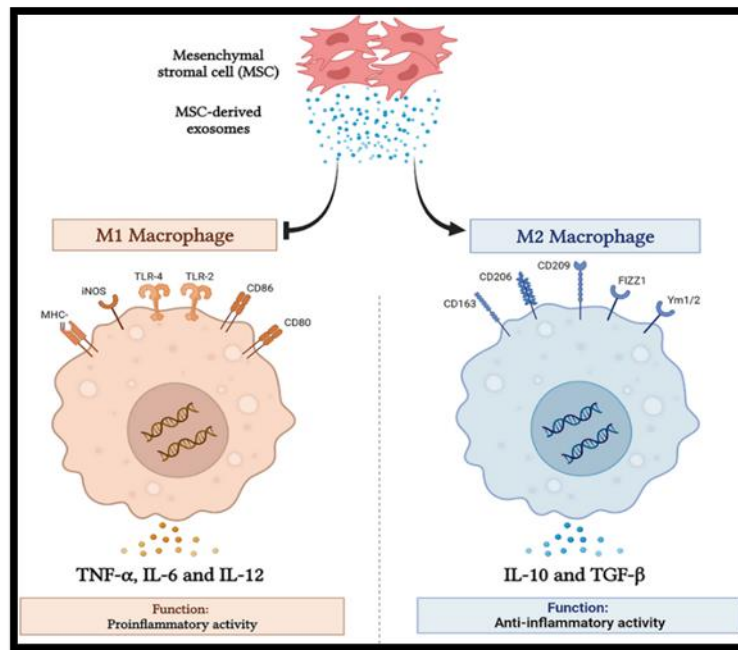 Mesenchymal
stromal cell (MSC)
MSC-derived
exosomes
M1 Macrophage
M2 Macrophage
MHC-
iNOS
TLR-4
TLR-2
CD86
CD80
CD163
CD206
CD209
FIZZ1
Ym1/2
TNF-α, IL-6 and IL-12
IL-10 and TGF-β
Function:
Proinflammatory activity
Function:
Anti-inflammatory activity